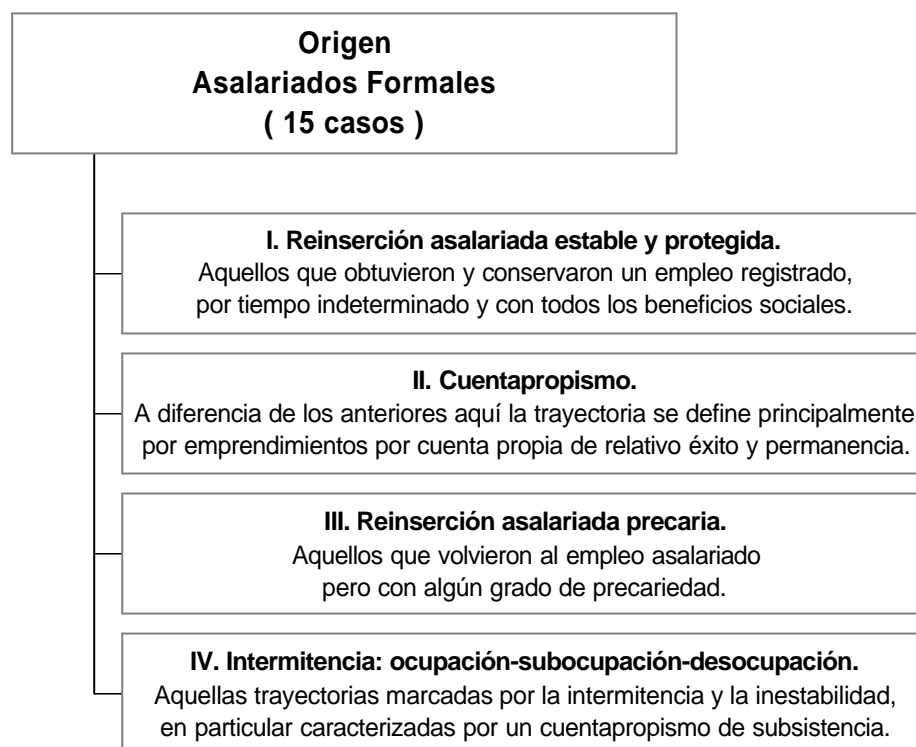 Origen
Asalariados Formales
( 15 casos )
I. Reinserción asalariada estable y protegida.
Aquellos que obtuvieron y conservaron un empleo registrado,
por tiempo indeterminado y con todos los beneficios sociales.
II. Cuentapropismo.
A diferencia de los anteriores aquí la trayectoria se define principalmente
por emprendimientos por cuenta propia de relativo éxito y permanencia.
III. Reinserción asalariada precaria.
Aquellos que volvieron al empleo asalariado
pero con algún grado de precariedad.
IV. Intermitencia: ocupación-subocupación-desocupación.
Aquellas trayectorias marcadas por la intermitencia y la inestabilidad,
en particular caracterizadas por un cuentapropismo de subsistencia.